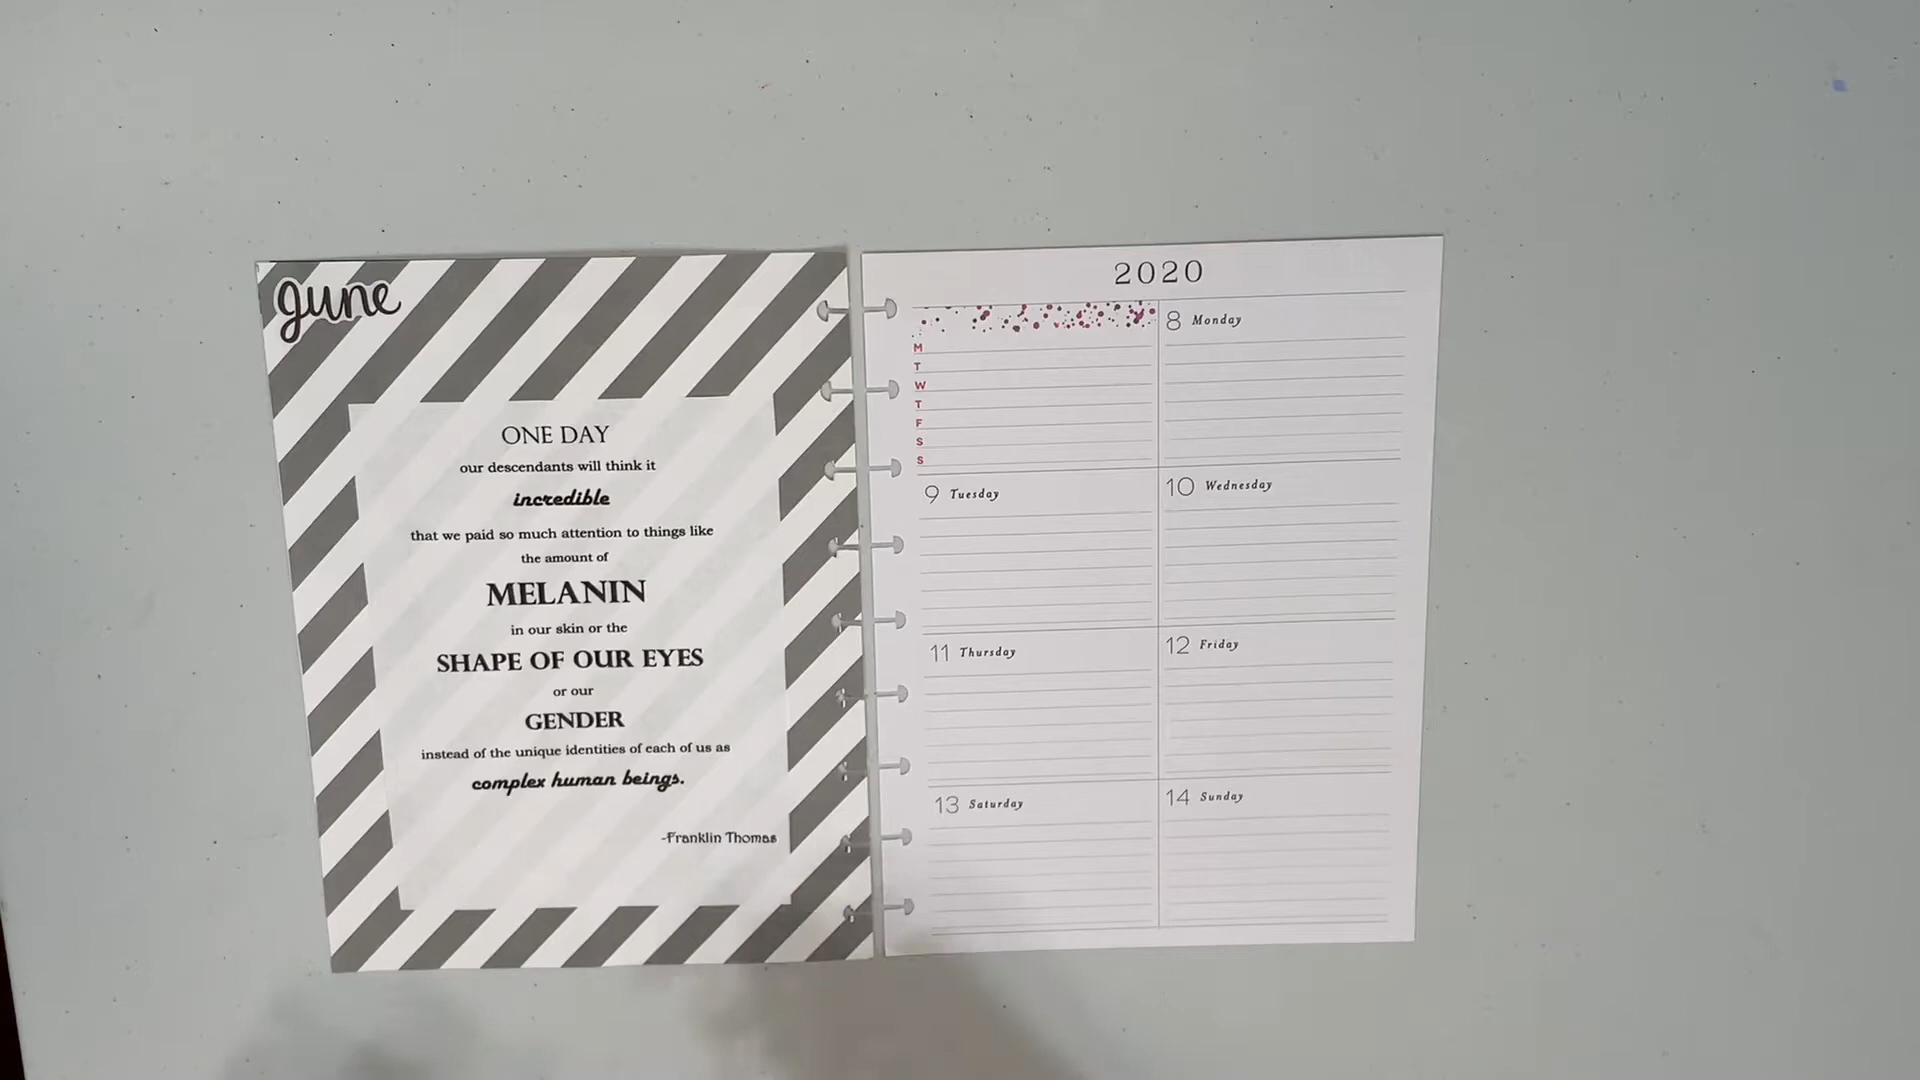 june
ONE DAY
our descendants will think it
incredible
that we paid so much attention to things like
the amount of
MELANIN
in our skin or the
SHAPE OF OUR EYES
or our
GENDER
instead of the unique identities of each of us as
complex human beings.
-Franklin Thomas
2020
M
T
W
T
F
S
S
8 Monday
9 Tuesday
10 Wednesday
11 Thursday
12 Friday
13 Saturday
14 Sunday